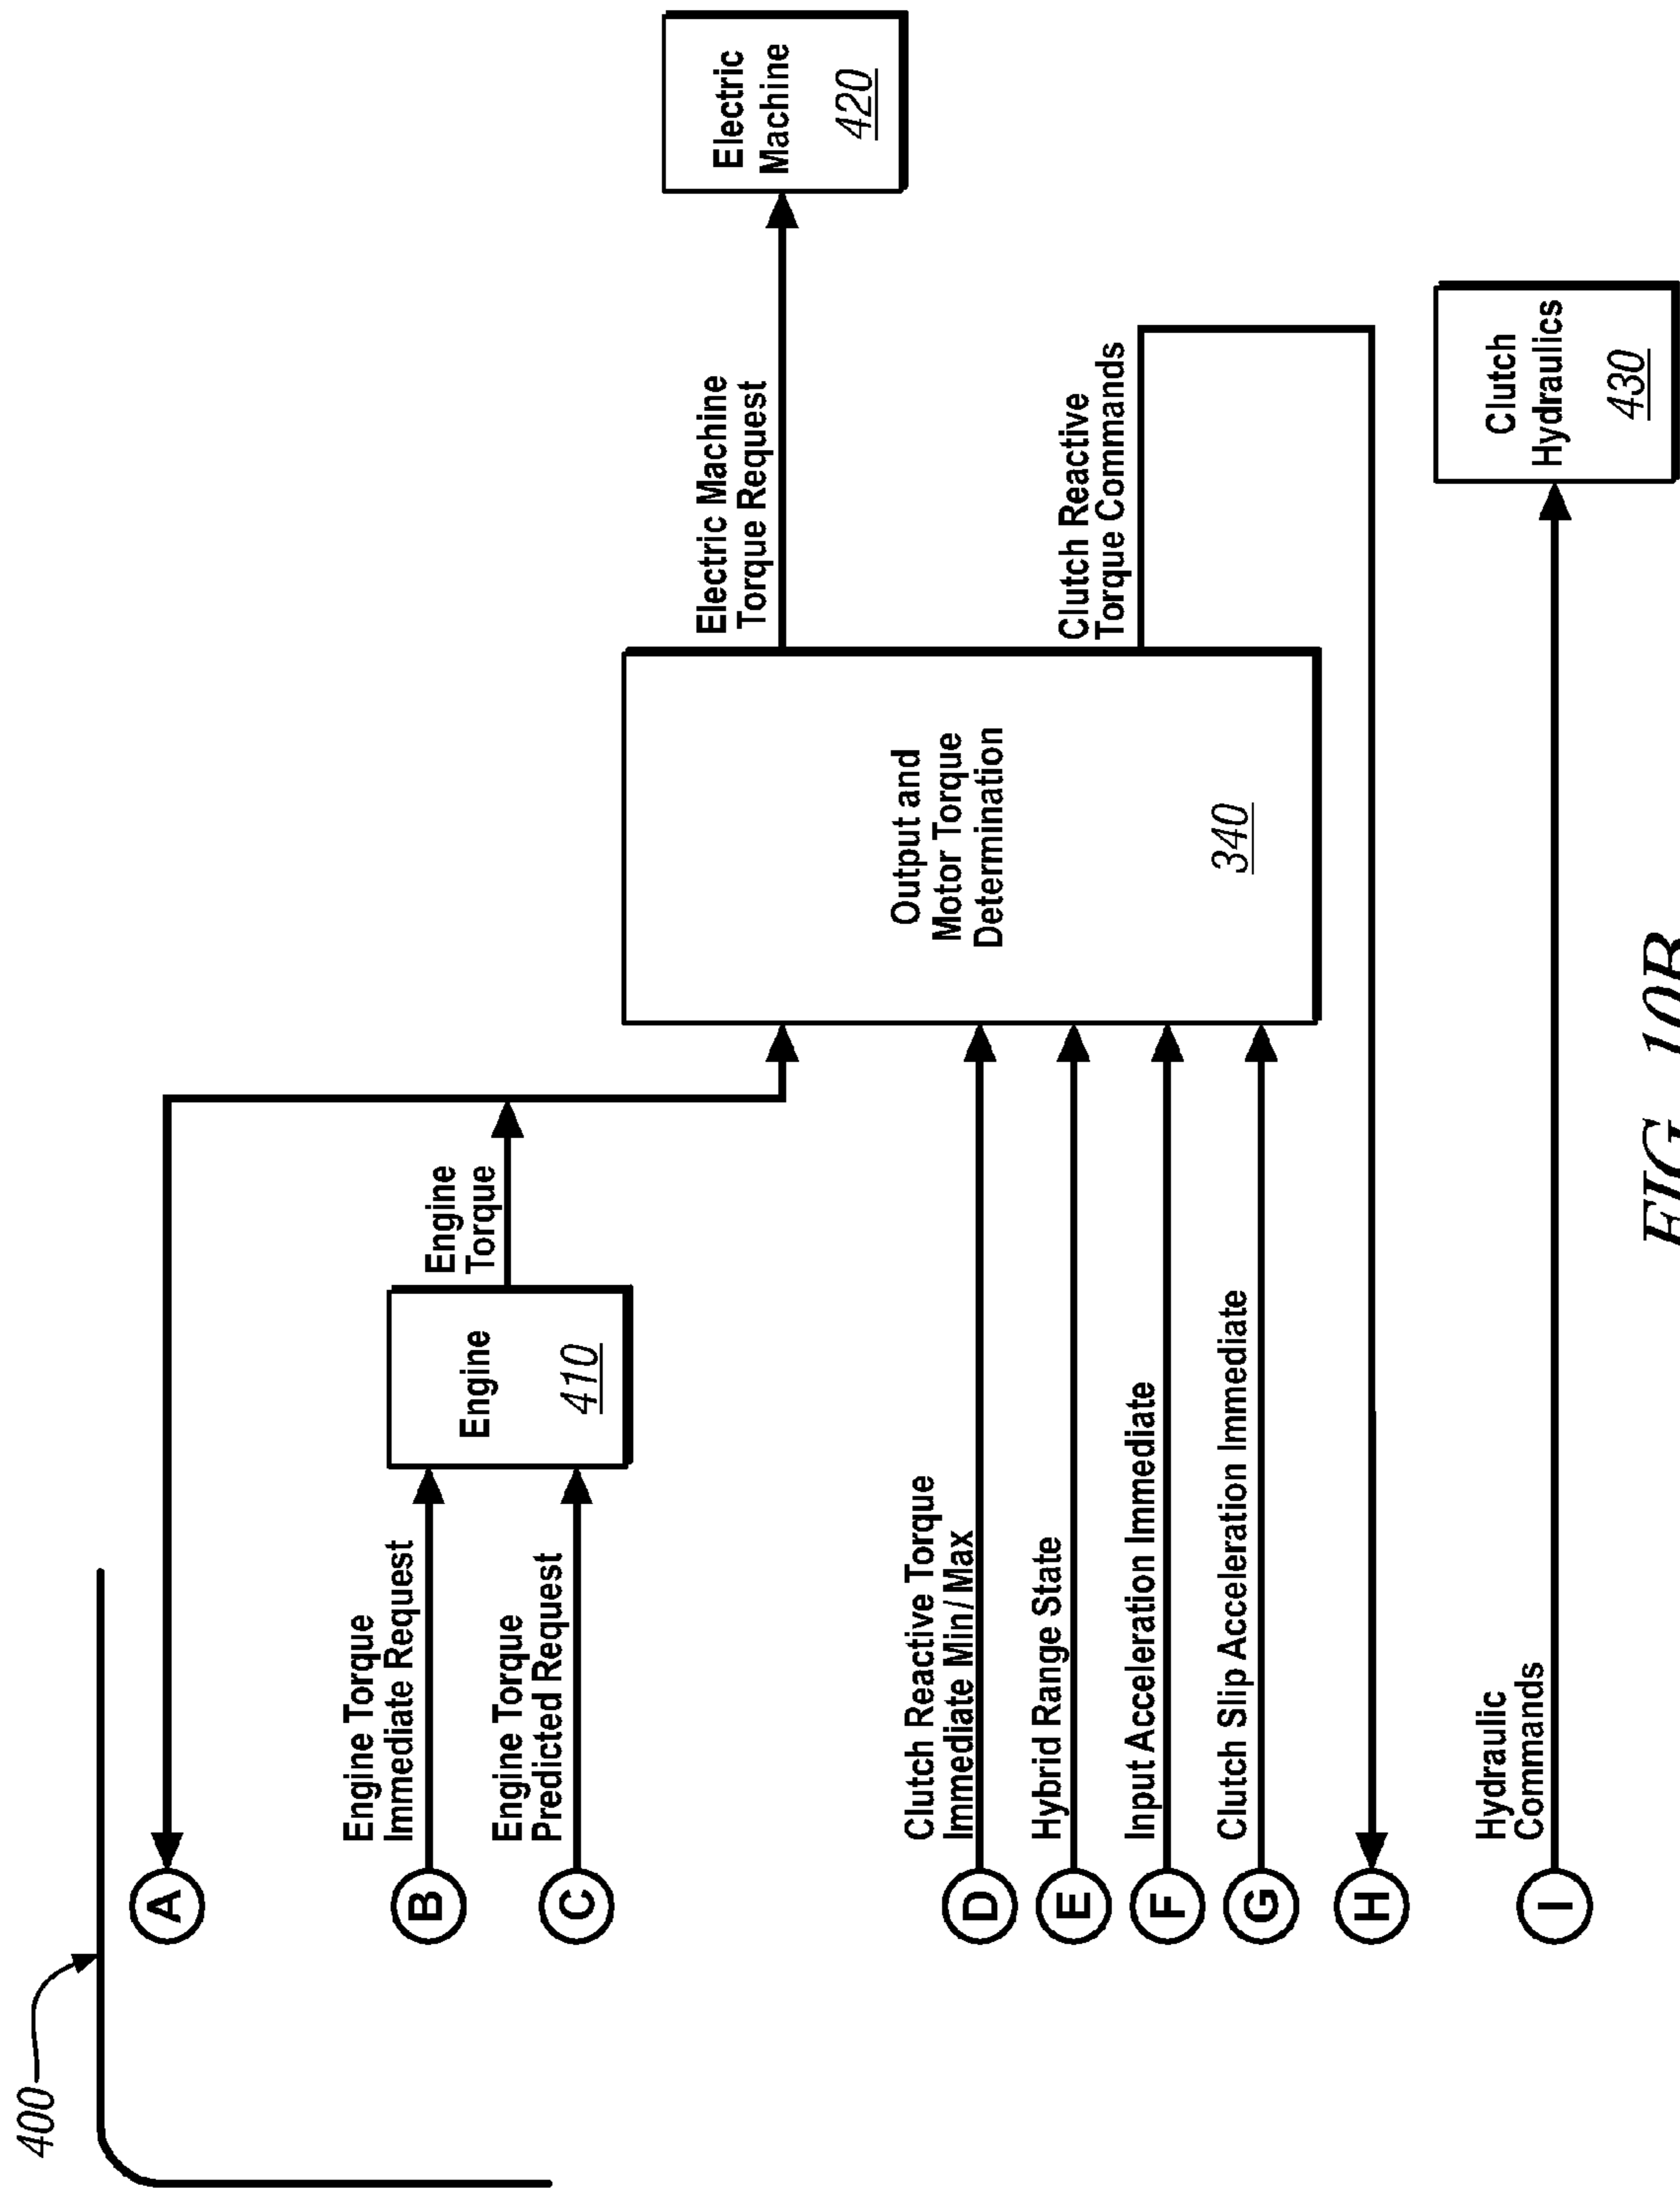 400
A
Engine Torque
Immediate Request
B
Engine Torque
Predicted Request
C
Engine
410
Engine
Torque
Electric Machine
Torque Request
Electric
Machine
420
Clutch Reactive Torque
Immediate Min/ Max
D
Hybrid Range State
E
Input Acceleration Immediate
F
Clutch Slip Acceleration Immediate
G
Output and
Motor Torque
Determination
340
Clutch Reactive
Torque Commands
H
Hydraulic
Commands
I
Clutch
Hydraulics
430
FIG. 10B